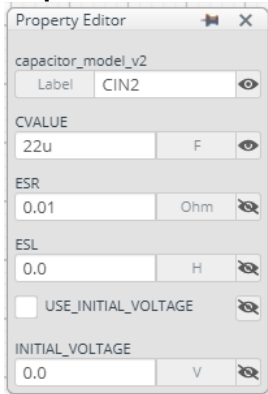 Property Editor
capacitor_model_v2
Label CIN2
CVALUE
22u F
ESR
0.01 Ohm
ESL
0.0 H
USE_INITIAL_VOLTAGE
INITIAL_VOLTAGE
0.0 V